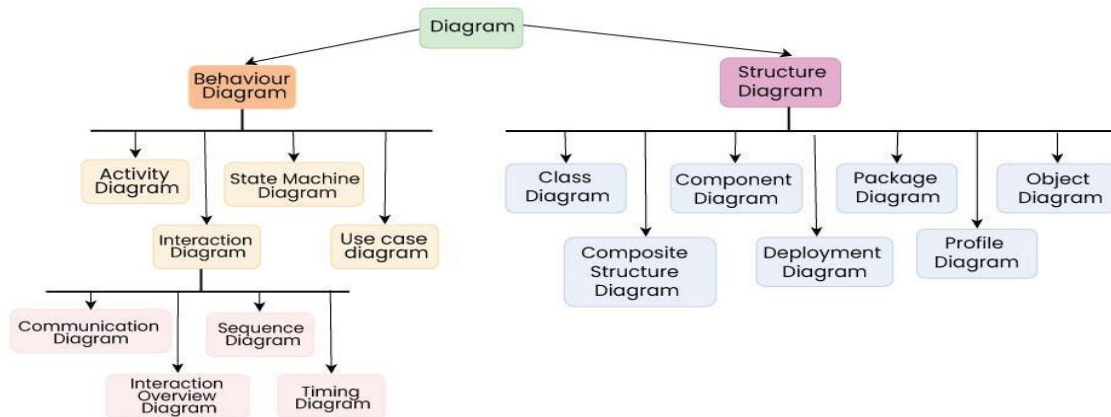 Diagram
Behaviour
Diagram
Structure
Diagram
Activity
Diagram
State Machine
Diagram
Interaction
Diagram
Use case
diagram
Communication
Diagram
Sequence
Diagram
Interaction
Overview
Diagram
Timing
Diagram
Class
Diagram
Component
Diagram
Package
Diagram
Object
Diagram
Composite
Structure
Diagram
Deployment
Diagram
Profile
Diagram